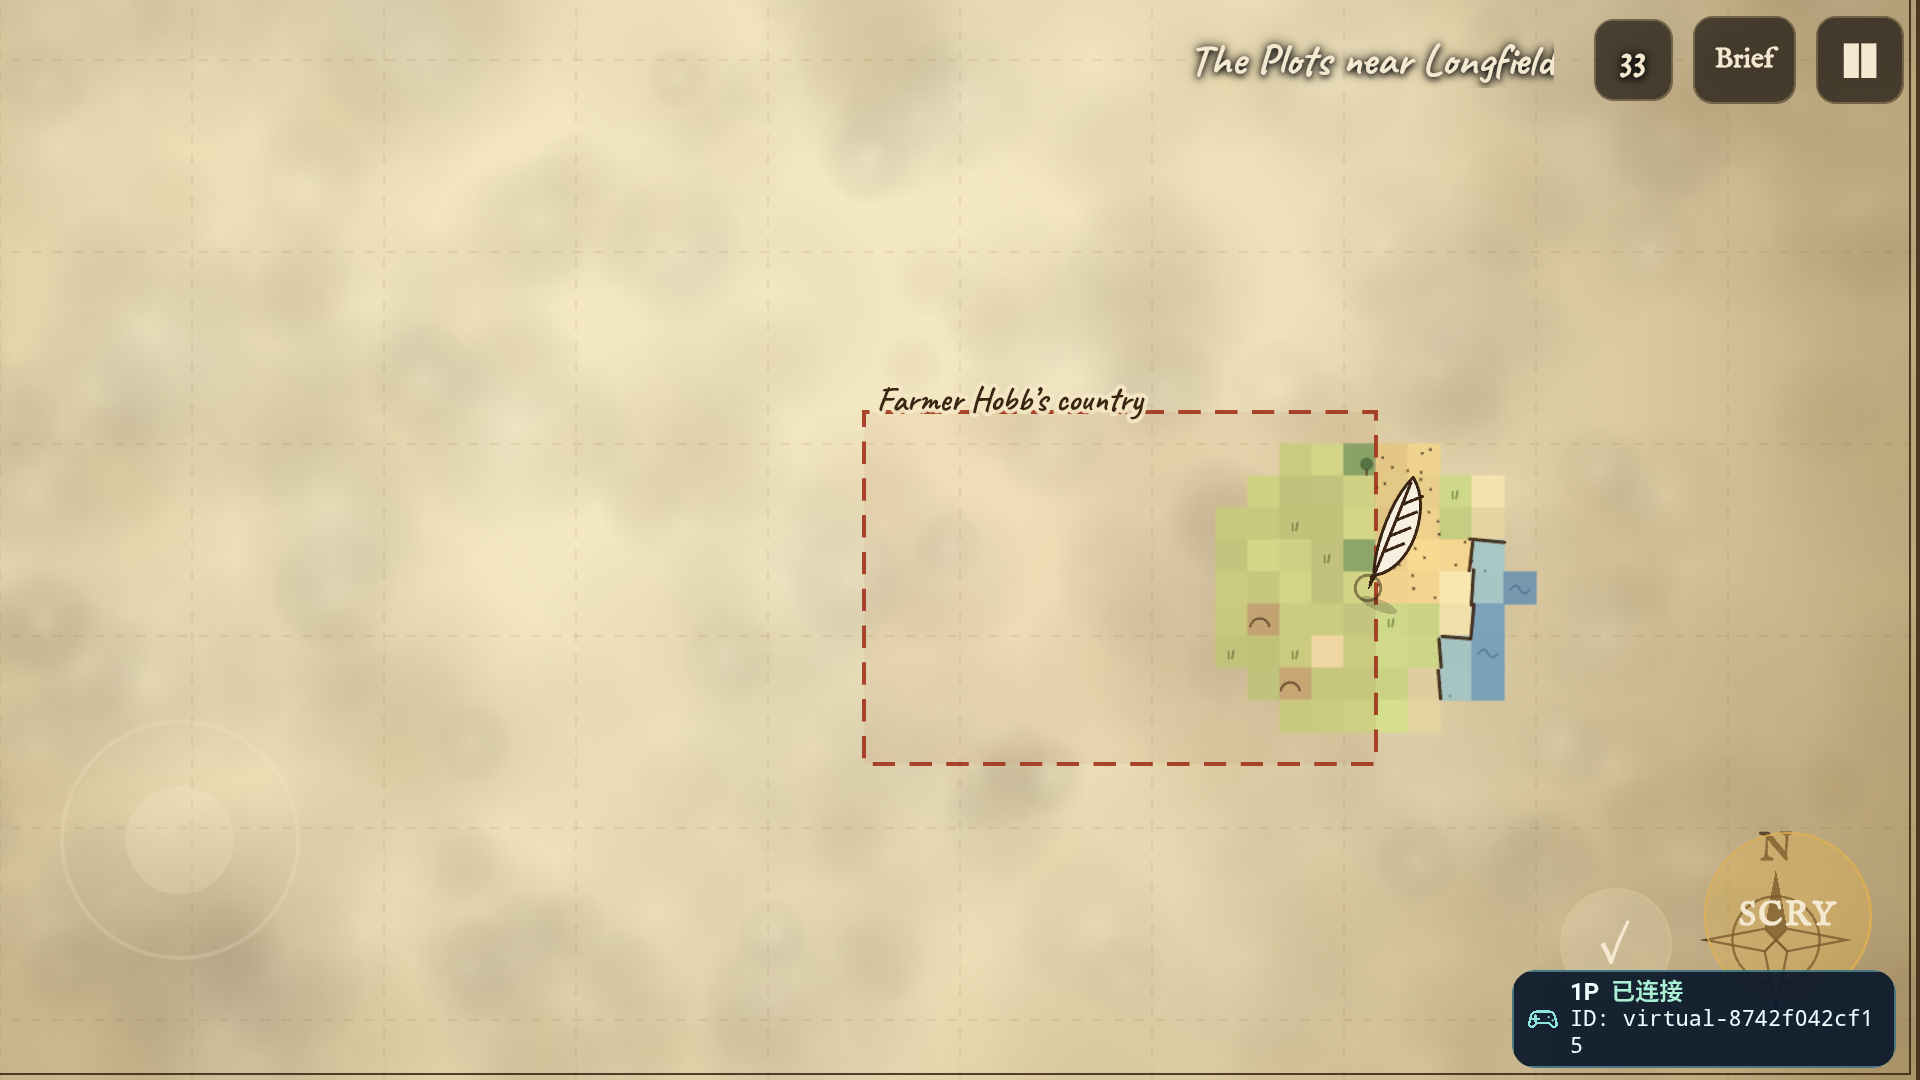 The Plots near Longfield
33
Brief
Farmer Hobb's country
N
SCRY
1P 已连接
ID: virtual-8742f042cf1
5